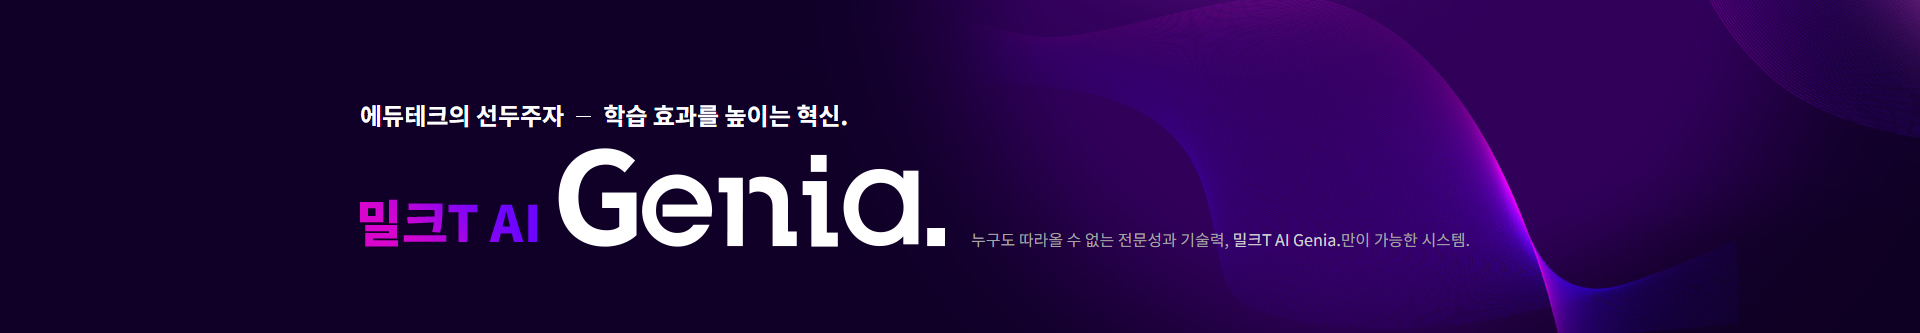 에듀테크의 선두주자 — 학습 효과를 높이는 혁신.
밀크T AI Genia.
누구도 따라올 수 없는 전문성과 기술력, 밀크T AI Genia.만이 가능한 시스템.